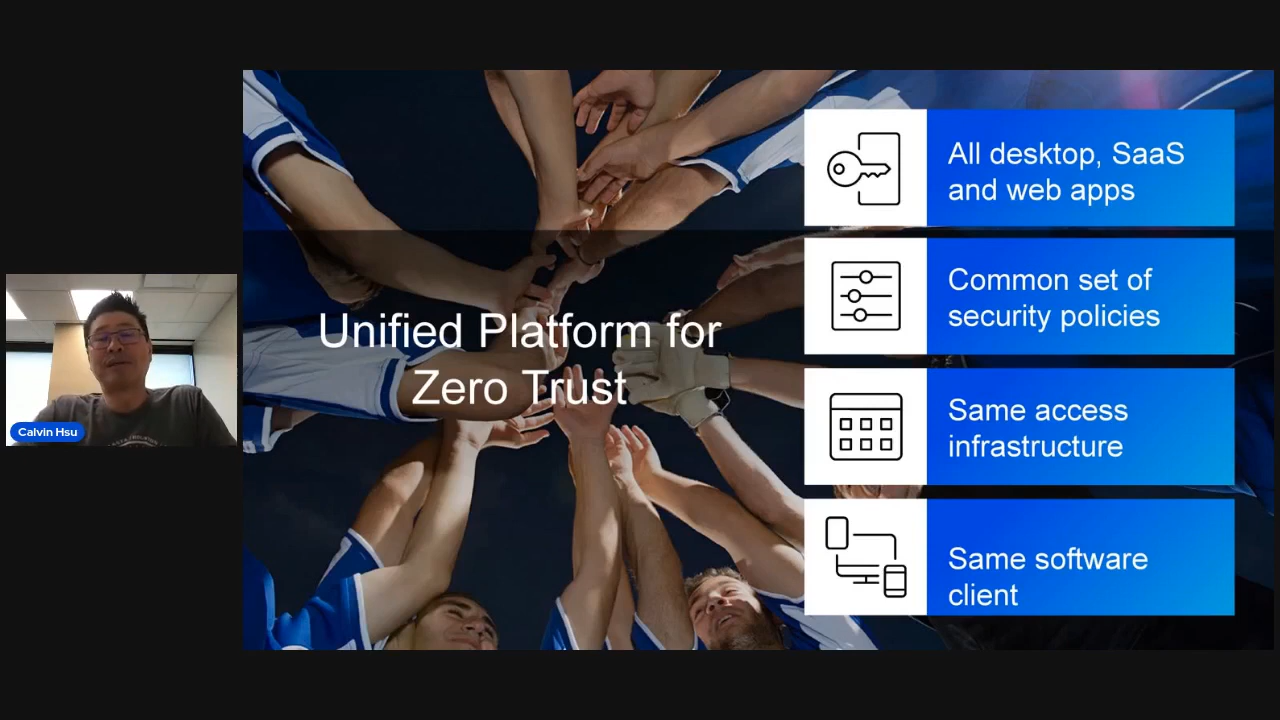 All desktop, SaaS
and web apps
Common set of
security policies
Unified Platform for
Zero Trust
Same access
infrastructure
Calvin Hsu
Same software
client